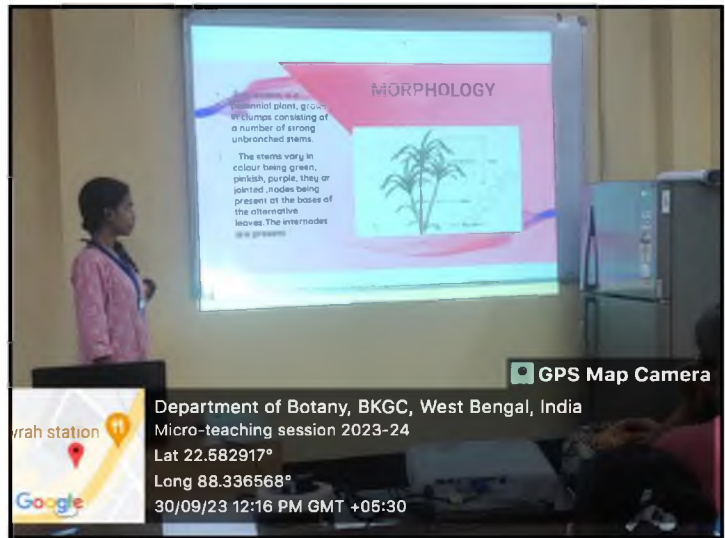 MORPHOLOGY
perennial plant, grows
in clumps consisting of
a number of strong
unbranched stems.
The stems vary in
colour being green,
pinkish, purple, they ar
jointed ,nodes being
present at the bases of
the alternative
leaves.The internodes
are present
GPS Map Camera
Department of Botany, BKGC, West Bengal, India
Micro-teaching session 2023-24
Lat 22.582917°
Long 88.336568°
30/09/23 12:16 PM GMT +05:30
wrah station
Google